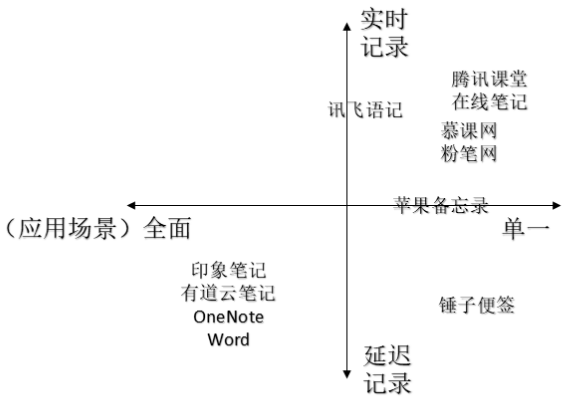 实时
记录
腾讯课堂
在线笔记
讯飞语记
慕课网
粉笔网
苹果备忘录
（应用场景）全面
单一
印象笔记
有道云笔记
OneNote
Word
锤子便签
延迟
记录